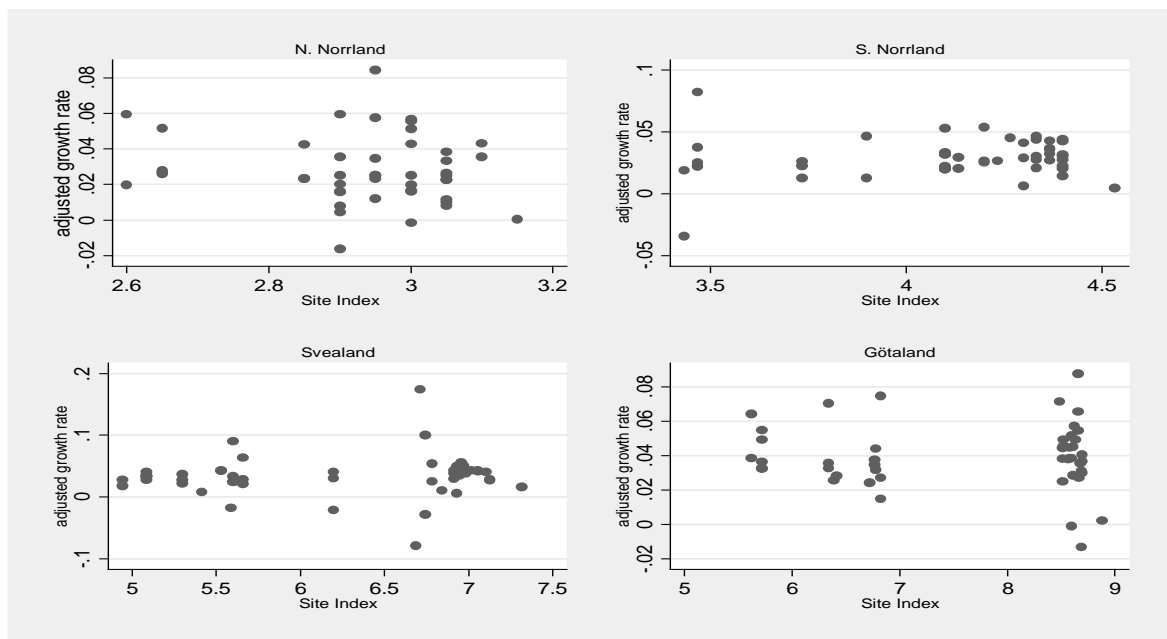 N. Norrland
adjusted growth rate
.08
.06
.04
.02
0
-.02
2.6 2.8 3 3.2
Site Index
S. Norrland
adjusted growth rate
.1
.05
0
-.05
3.5 4 4.5
Site Index
Svealand
adjusted growth rate
.2
.1
0
-.1
5 5.5 6 6.5 7 7.5
Site Index
Götaland
adjusted growth rate
.08
.06
.04
.02
0
-.02
5 6 7 8 9
Site Index